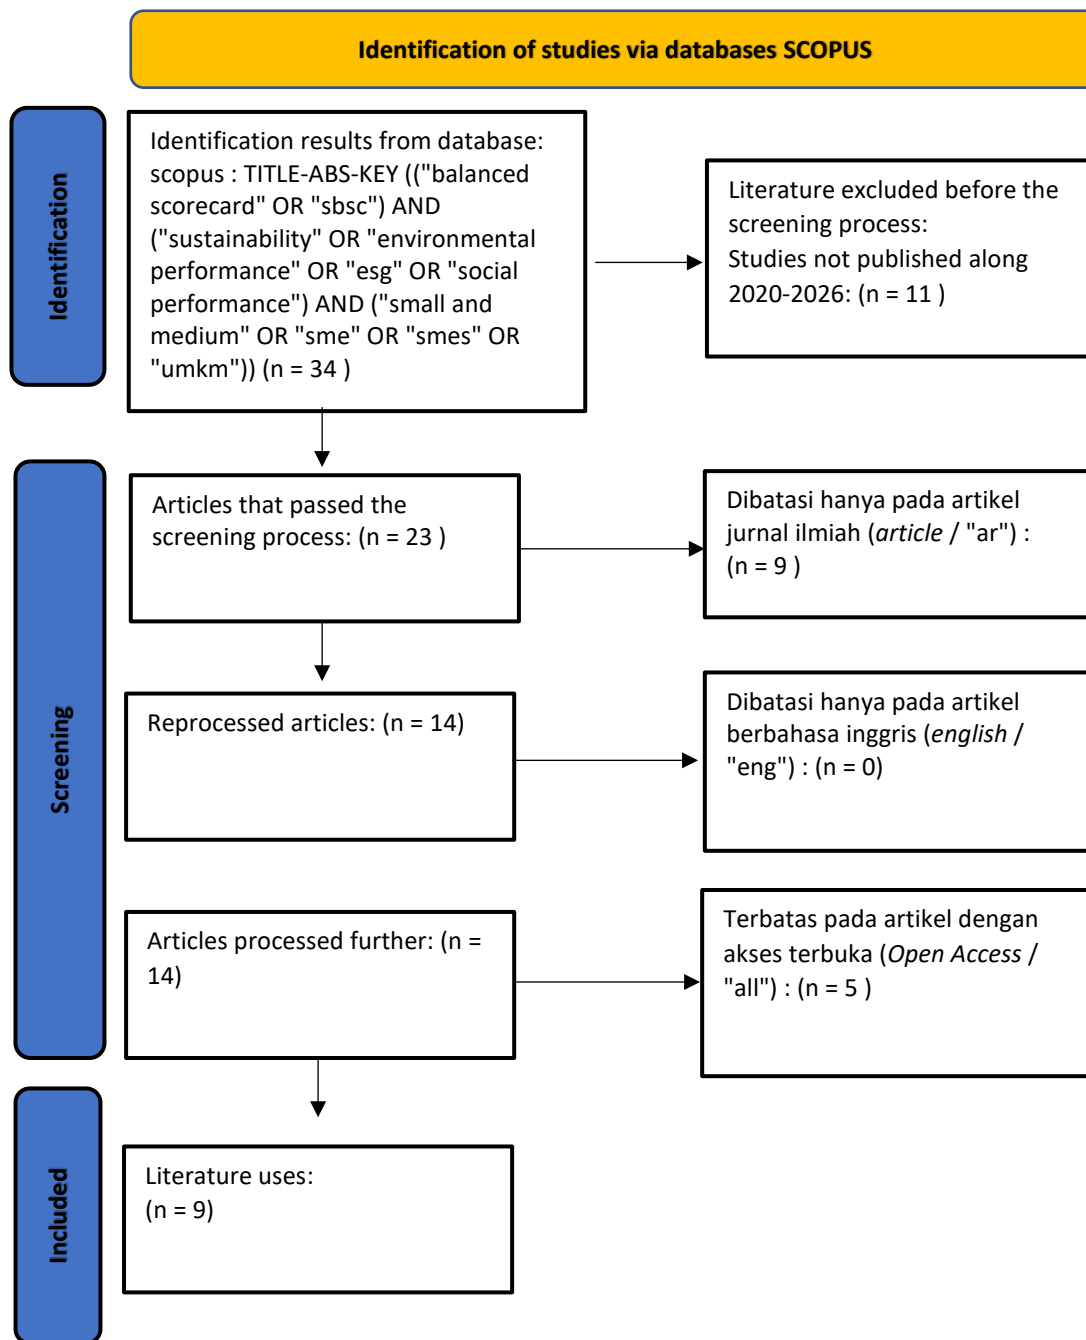 Identification of studies via databases SCOPUS
Identification
Identification results from database:
scopus : TITLE-ABS-KEY (("balanced
scorecard" OR "sbsc") AND
("sustainability" OR "environmental
performance" OR "esg" OR "social
performance") AND ("small and
medium" OR "sme" OR "smes" OR
"umkm")) (n = 34 )
Literature excluded before the
screening process:
Studies not published along
2020-2026: (n = 11 )
Screening
Articles that passed the
screening process: (n = 23 )
Dibatasi hanya pada artikel
jurnal ilmiah (article / "ar") :
(n = 9 )
Reprocessed articles: (n = 14)
Dibatasi hanya pada artikel
berbahasa inggris (english /
"eng") : (n = 0)
Articles processed further: (n =
14)
Terbatas pada artikel dengan
akses terbuka (Open Access /
"all") : (n = 5 )
Included
Literature uses:
(n = 9)